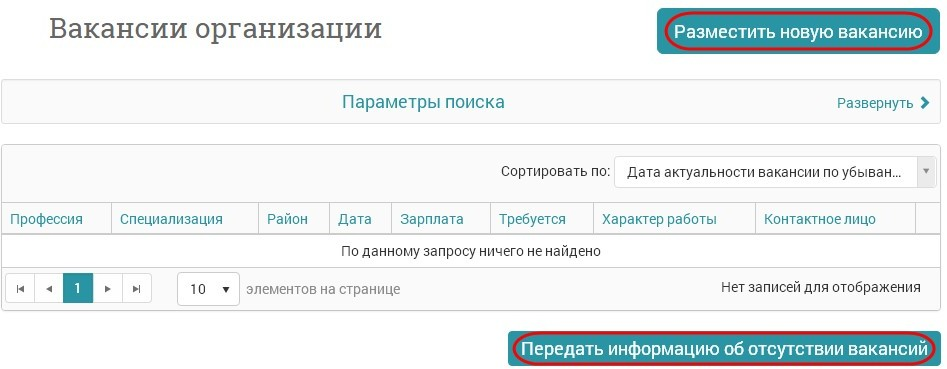 Вакансии организации
Разместить новую вакансию
Параметры поиска
Развернуть
Сортировать по: Дата актуальности вакансии по убыван...
Профессия Специализация Район Дата Зарплата Требуется Характер работы Контактное лицо
По данному запросу ничего не найдено
1 10 элементов на странице Нет записей для отображения
Передать информацию об отсутствии вакансий